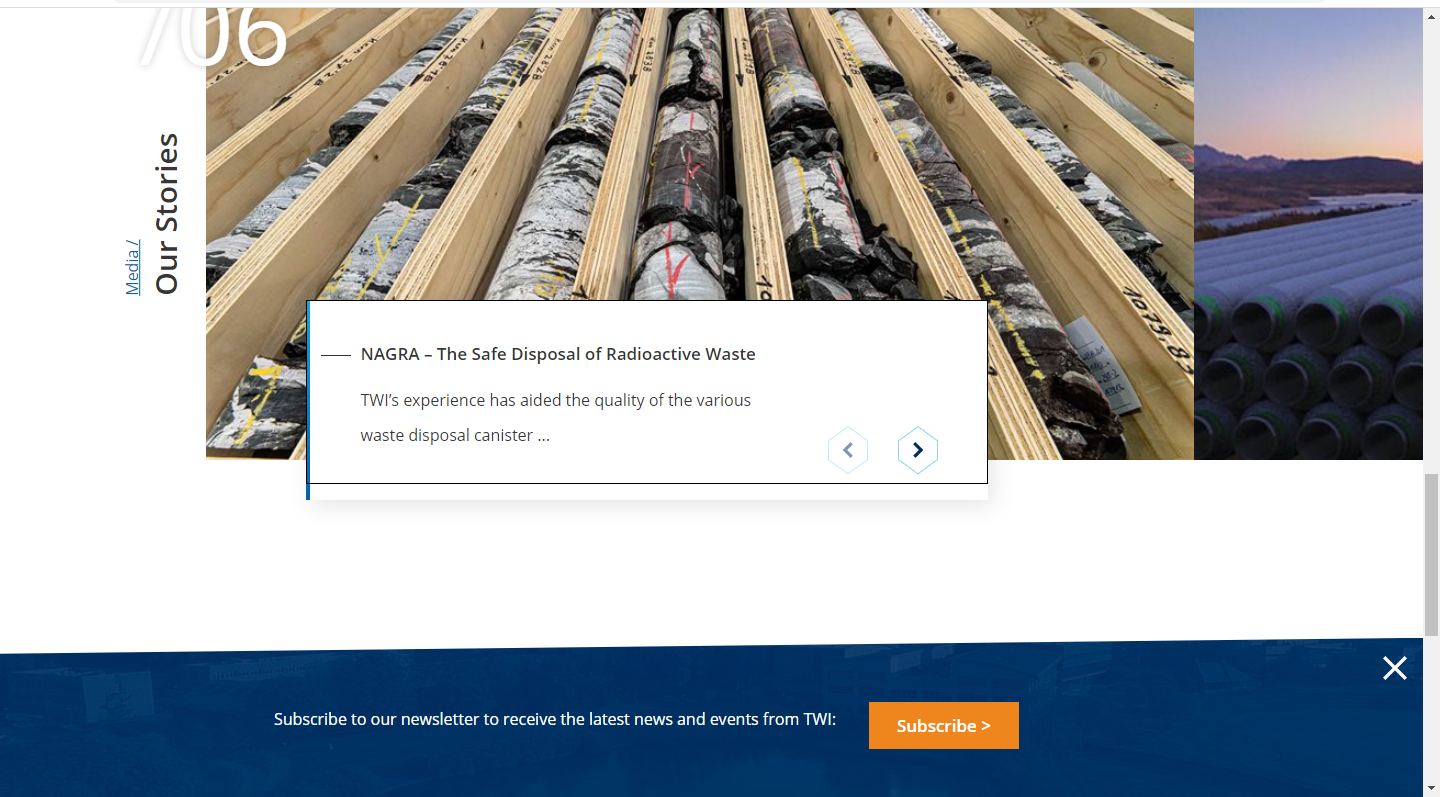 706
Media /
Our Stories
NAGRA – The Safe Disposal of Radioactive Waste
TWI’s experience has aided the quality of the various
waste disposal canister ...
Subscribe to our newsletter to receive the latest news and events from TWI:
Subscribe >